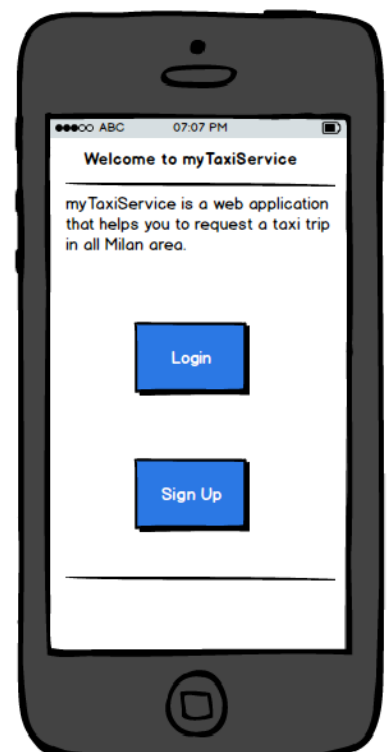 ABC 07:07 PM
Welcome to myTaxiService
myTaxiService is a web application
that helps you to request a taxi trip
in all Milan area.
Login
Sign Up